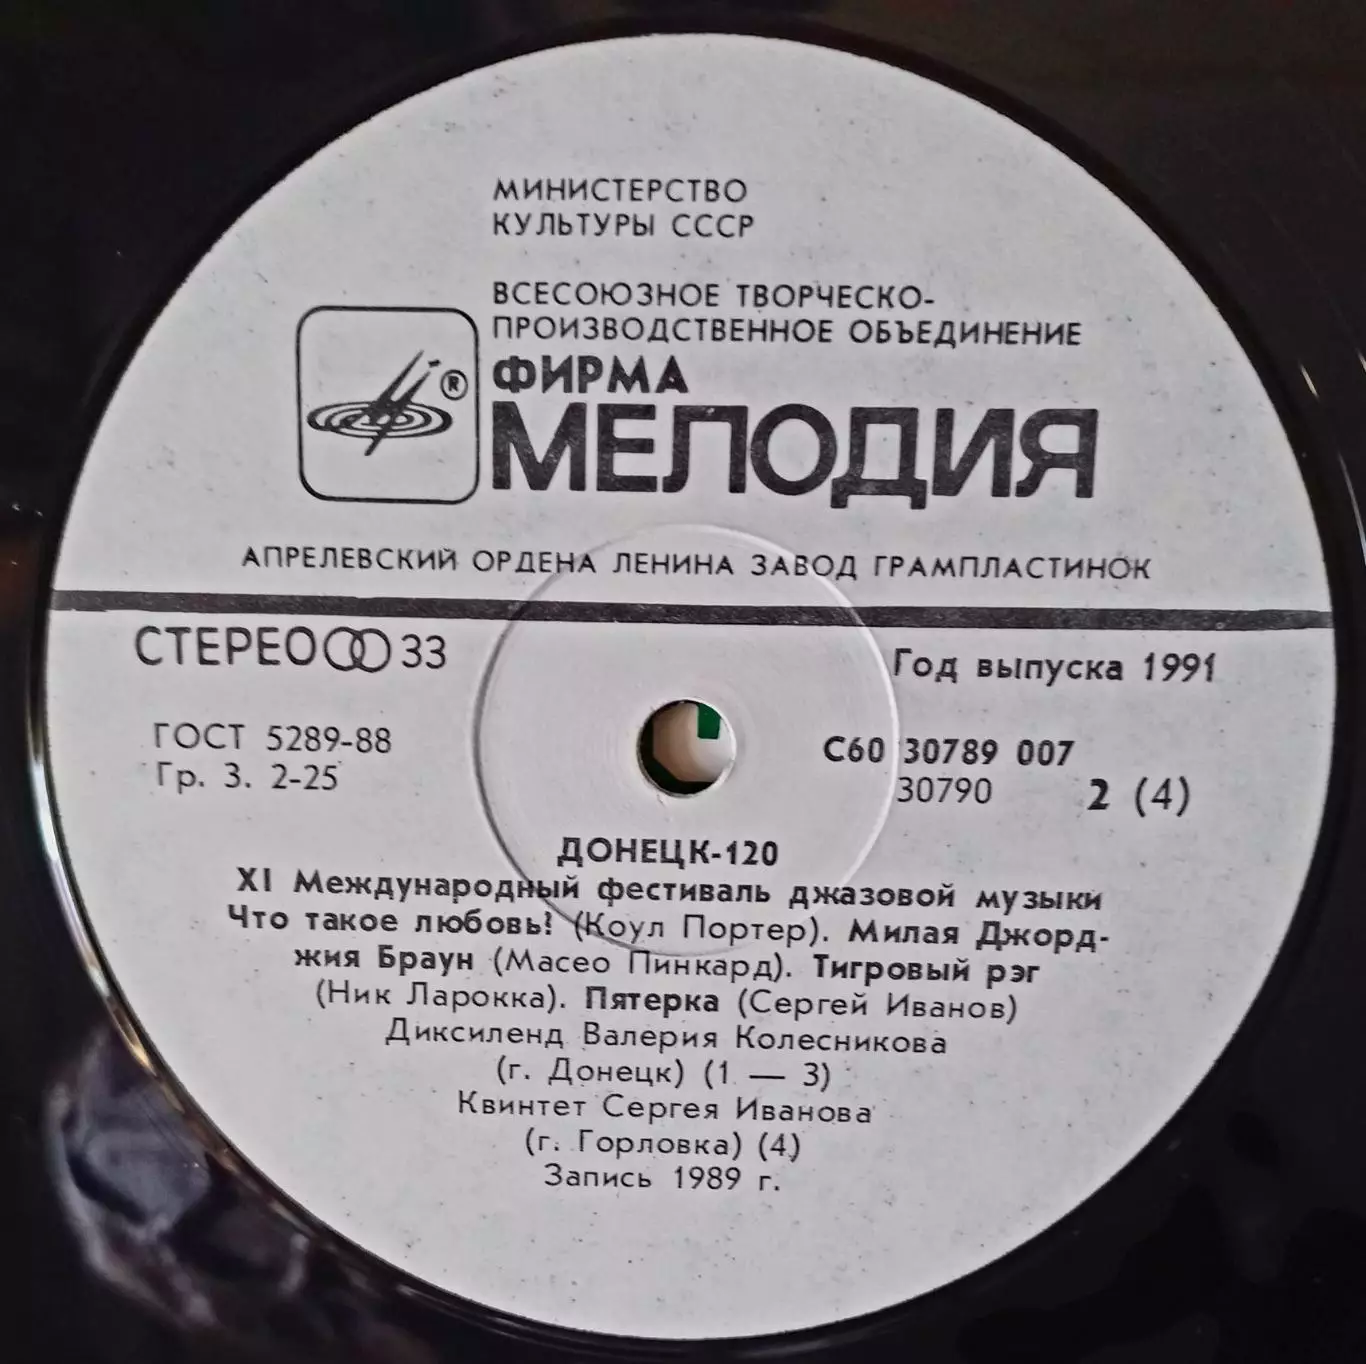 МИНИСТЕРСТВО
КУЛЬТУРЫ СССР
ВСЕСОЮЗНОЕ ТВОРЧЕСКО-
ПРОИЗВОДСТВЕННОЕ ОБЪЕДИНЕНИЕ
ФИРМА
®
МЕЛОДИЯ
АПРЕЛЕВСКИЙ ОРДЕНА ЛЕНИНА ЗАВОД ГРАМПЛАСТИНОК
СТЕРЕО 33
Год выпуска 1991
ГОСТ 5289-88
Гр. 3. 2-25
С60 30789 007
30790 2 (4)
ДОНЕЦК-120
XI Международный фестиваль джазовой музыки
Что такое любовь! (Коул Портер). Милая Джорд-
жия Браун (Масео Пинкард). Тигровый рэг
(Ник Ларокка). Пятерка (Сергей Иванов)
Диксиленд Валерия Колесникова
(г. Донецк) (1 — 3)
Квинтет Сергея Иванова
(г. Горловка) (4)
Запись 1989 г.